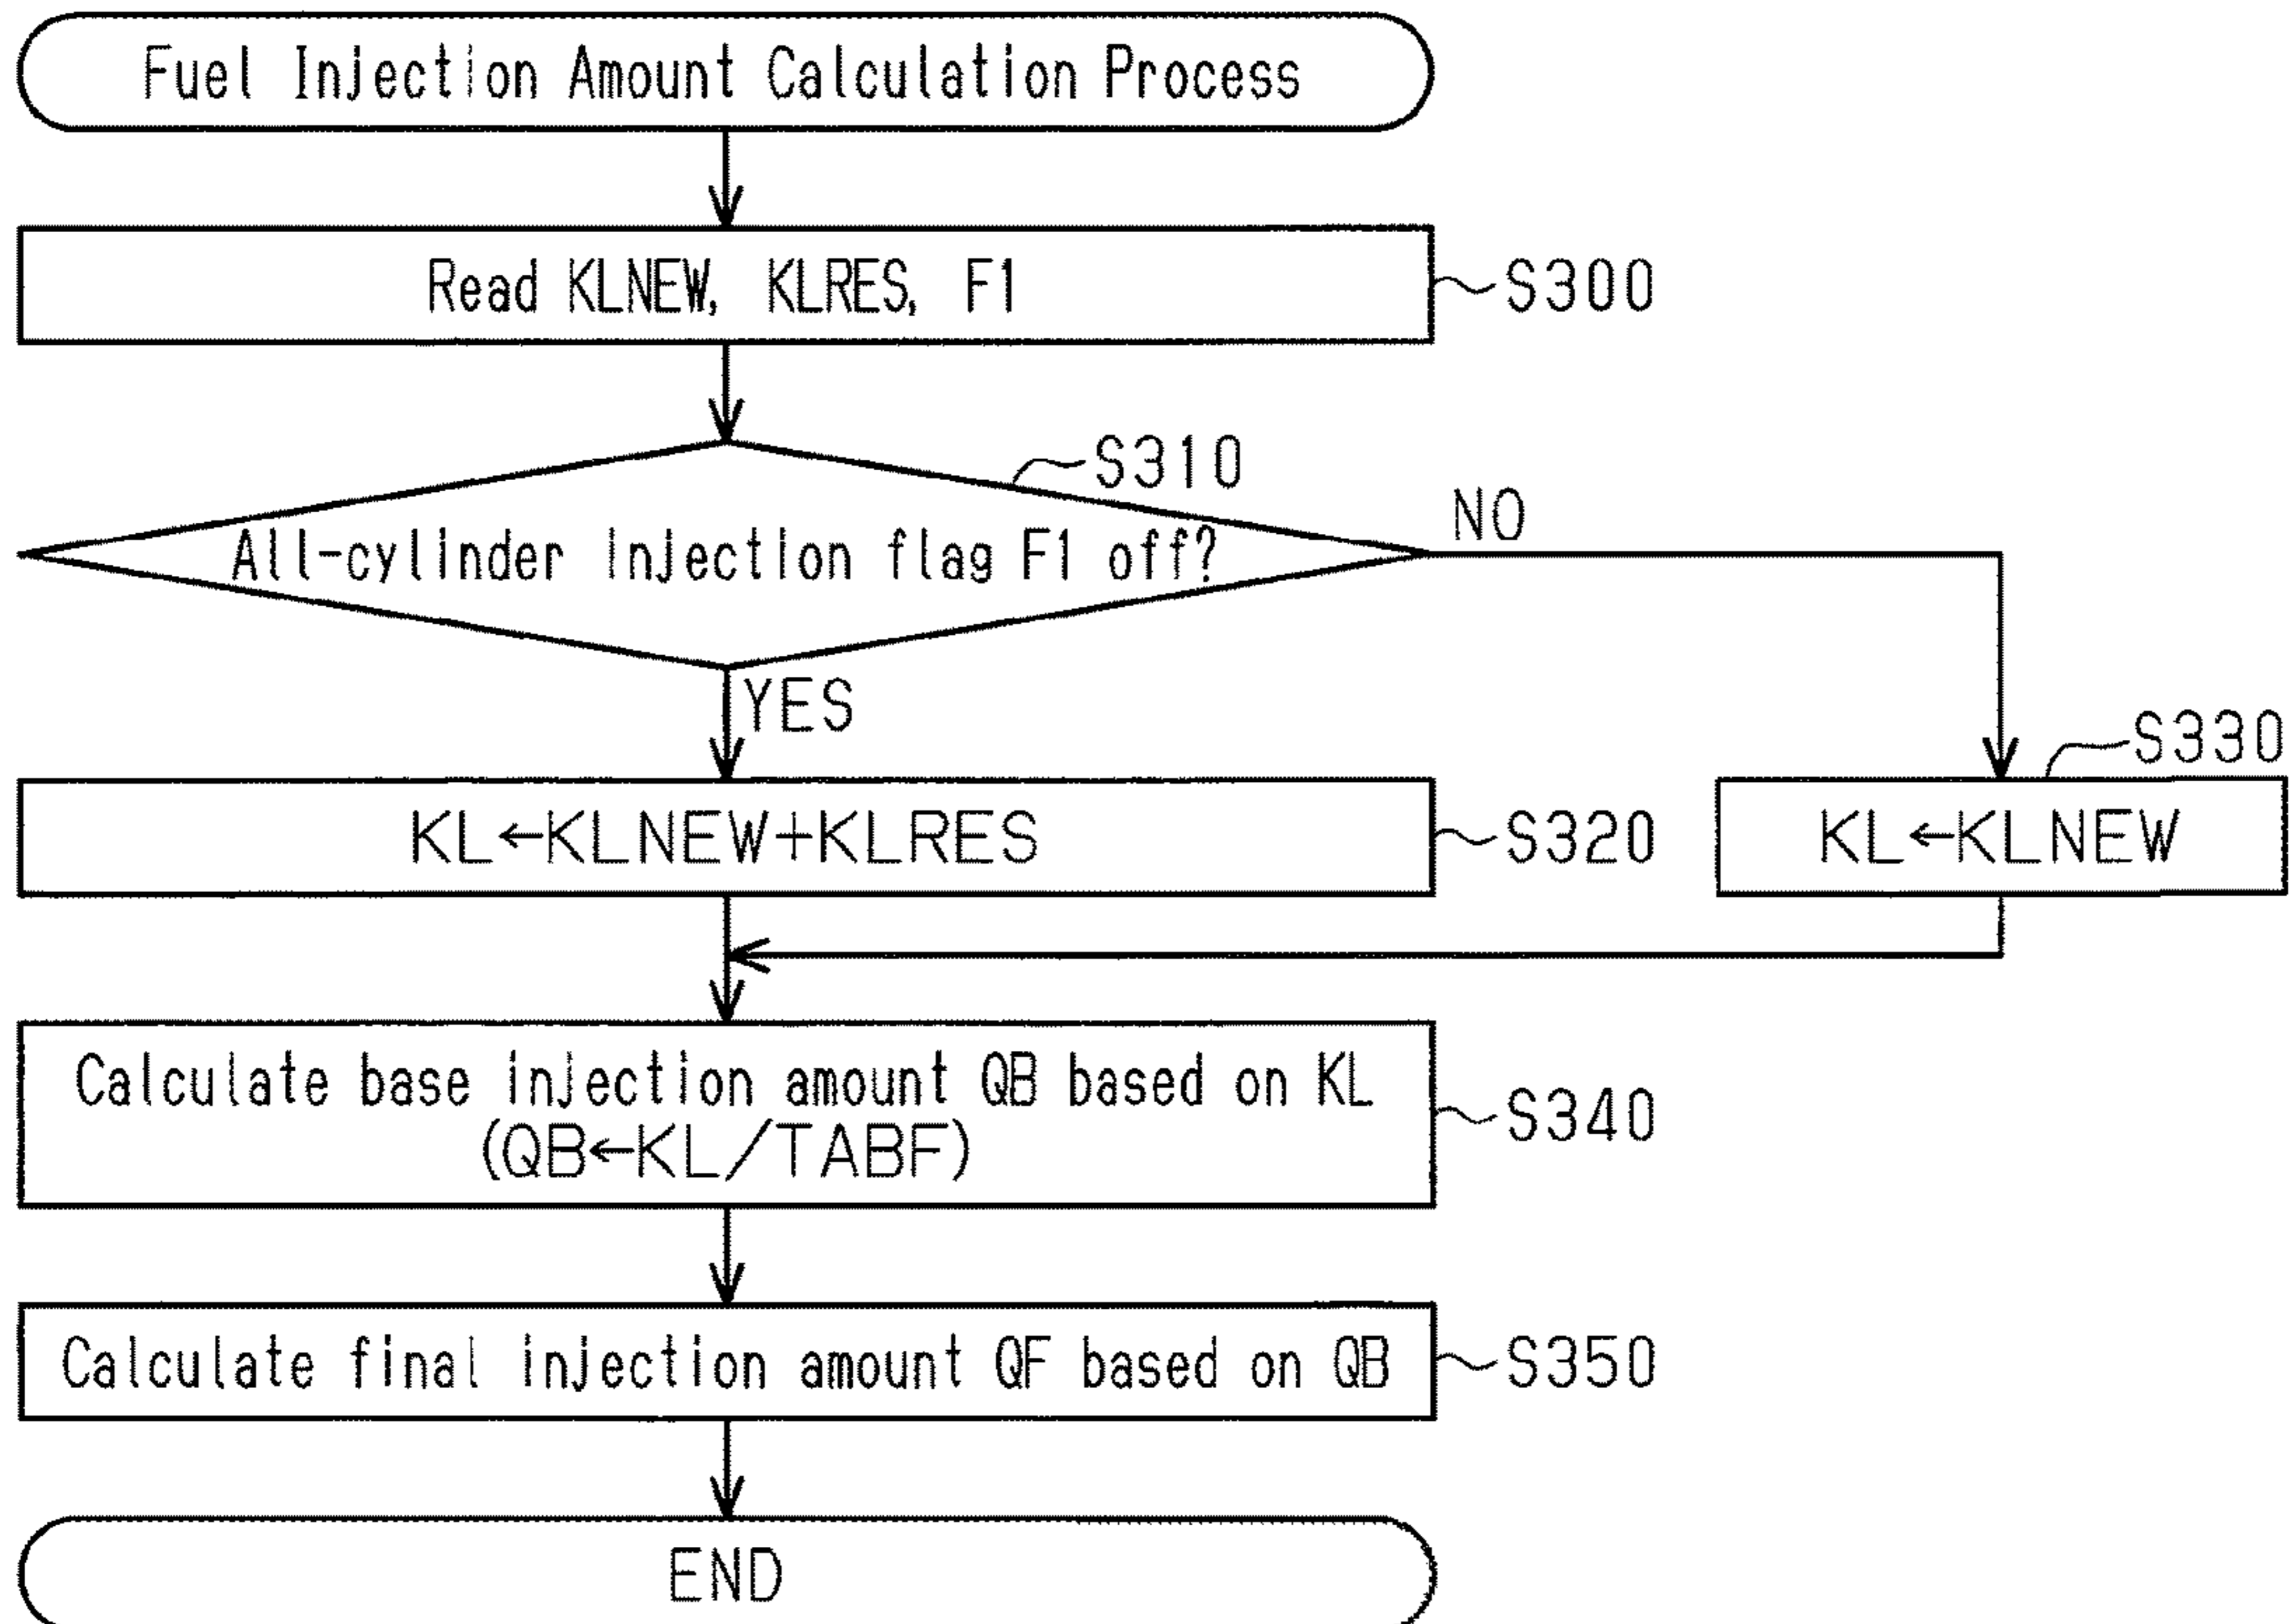 Fuel Injection Amount Calculation Process
Read KLNEW, KLRES, F1
S300
S310
All-cylinder Injection flag F1 off?
NO
YES
S330
KL←KLNEW+KLRES
S320
KL←KLNEW
Calculate base injection amount QB based on KL
(QB←KL/TABF)
S340
Calculate final injection amount QF based on QB
S350
END